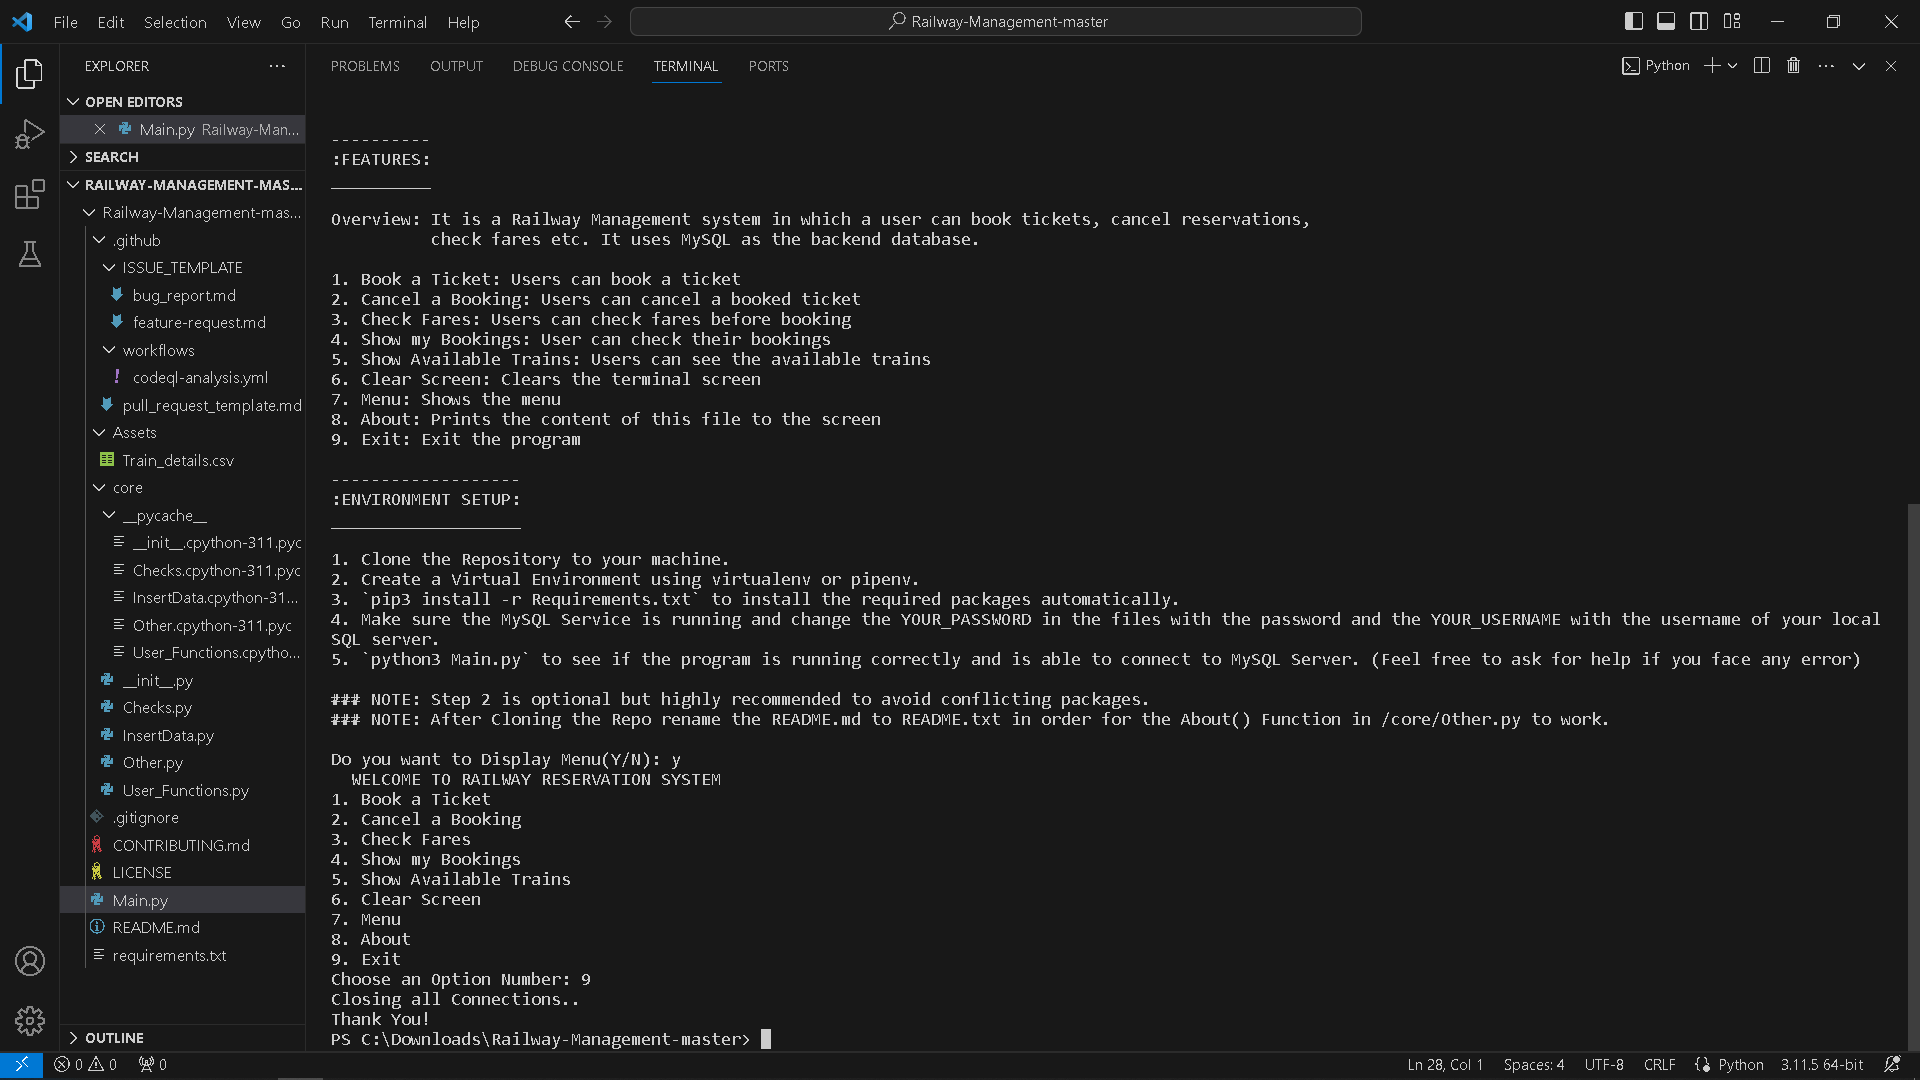 File Edit Selection View Go Run Terminal Help
Railway-Management-master
EXPLORER
OPEN EDITORS
Main.py Railway-Man...
SEARCH
RAILWAY-MANAGEMENT-MAS...
Railway-Management-mas...
.github
ISSUE_TEMPLATE
bug_report.md
feature-request.md
workflows
codeql-analysis.yml
pull_request_template.md
Assets
Train_details.csv
core
__pycache__
__init__.cpython-311.pyc
Checks.cpython-311.pyc
InsertData.cpython-31...
Other.cpython-311.pyc
User_Functions.cpytho...
__init__.py
Checks.py
InsertData.py
Other.py
User_Functions.py
.gitignore
CONTRIBUTING.md
LICENSE
Main.py
README.md
requirements.txt
OUTLINE
PROBLEMS OUTPUT DEBUG CONSOLE TERMINAL PORTS
Python
----------
:FEATURES:
__________
Overview: It is a Railway Management system in which a user can book tickets, cancel reservations,
check fares etc. It uses MySQL as the backend database.
1. Book a Ticket: Users can book a ticket
2. Cancel a Booking: Users can cancel a booked ticket
3. Check Fares: Users can check fares before booking
4. Show my Bookings: User can check their bookings
5. Show Available Trains: Users can see the available trains
6. Clear Screen: Clears the terminal screen
7. Menu: Shows the menu
8. About: Prints the content of this file to the screen
9. Exit: Exit the program
-------------------
:ENVIRONMENT SETUP:
___________________
1. Clone the Repository to your machine.
2. Create a Virtual Environment using virtualenv or pipenv.
3. `pip3 install -r Requirements.txt` to install the required packages automatically.
4. Make sure the MySQL Service is running and change the YOUR_PASSWORD in the files with the password and the YOUR_USERNAME with the username of your local
SQL server.
5. `python3 Main.py` to see if the program is running correctly and is able to connect to MySQL Server. (Feel free to ask for help if you face any error)
### NOTE: Step 2 is optional but highly recommended to avoid conflicting packages.
### NOTE: After Cloning the Repo rename the README.md to README.txt in order for the About() Function in /core/Other.py to work.
Do you want to Display Menu(Y/N): y
WELCOME TO RAILWAY RESERVATION SYSTEM
1. Book a Ticket
2. Cancel a Booking
3. Check Fares
4. Show my Bookings
5. Show Available Trains
6. Clear Screen
7. Menu
8. About
9. Exit
Choose an Option Number: 9
Closing all Connections..
Thank You!
PS C:\Downloads\Railway-Management-master>
0 0 0
Ln 28, Col 1 Spaces: 4 UTF-8 CRLF Python 3.11.5 64-bit